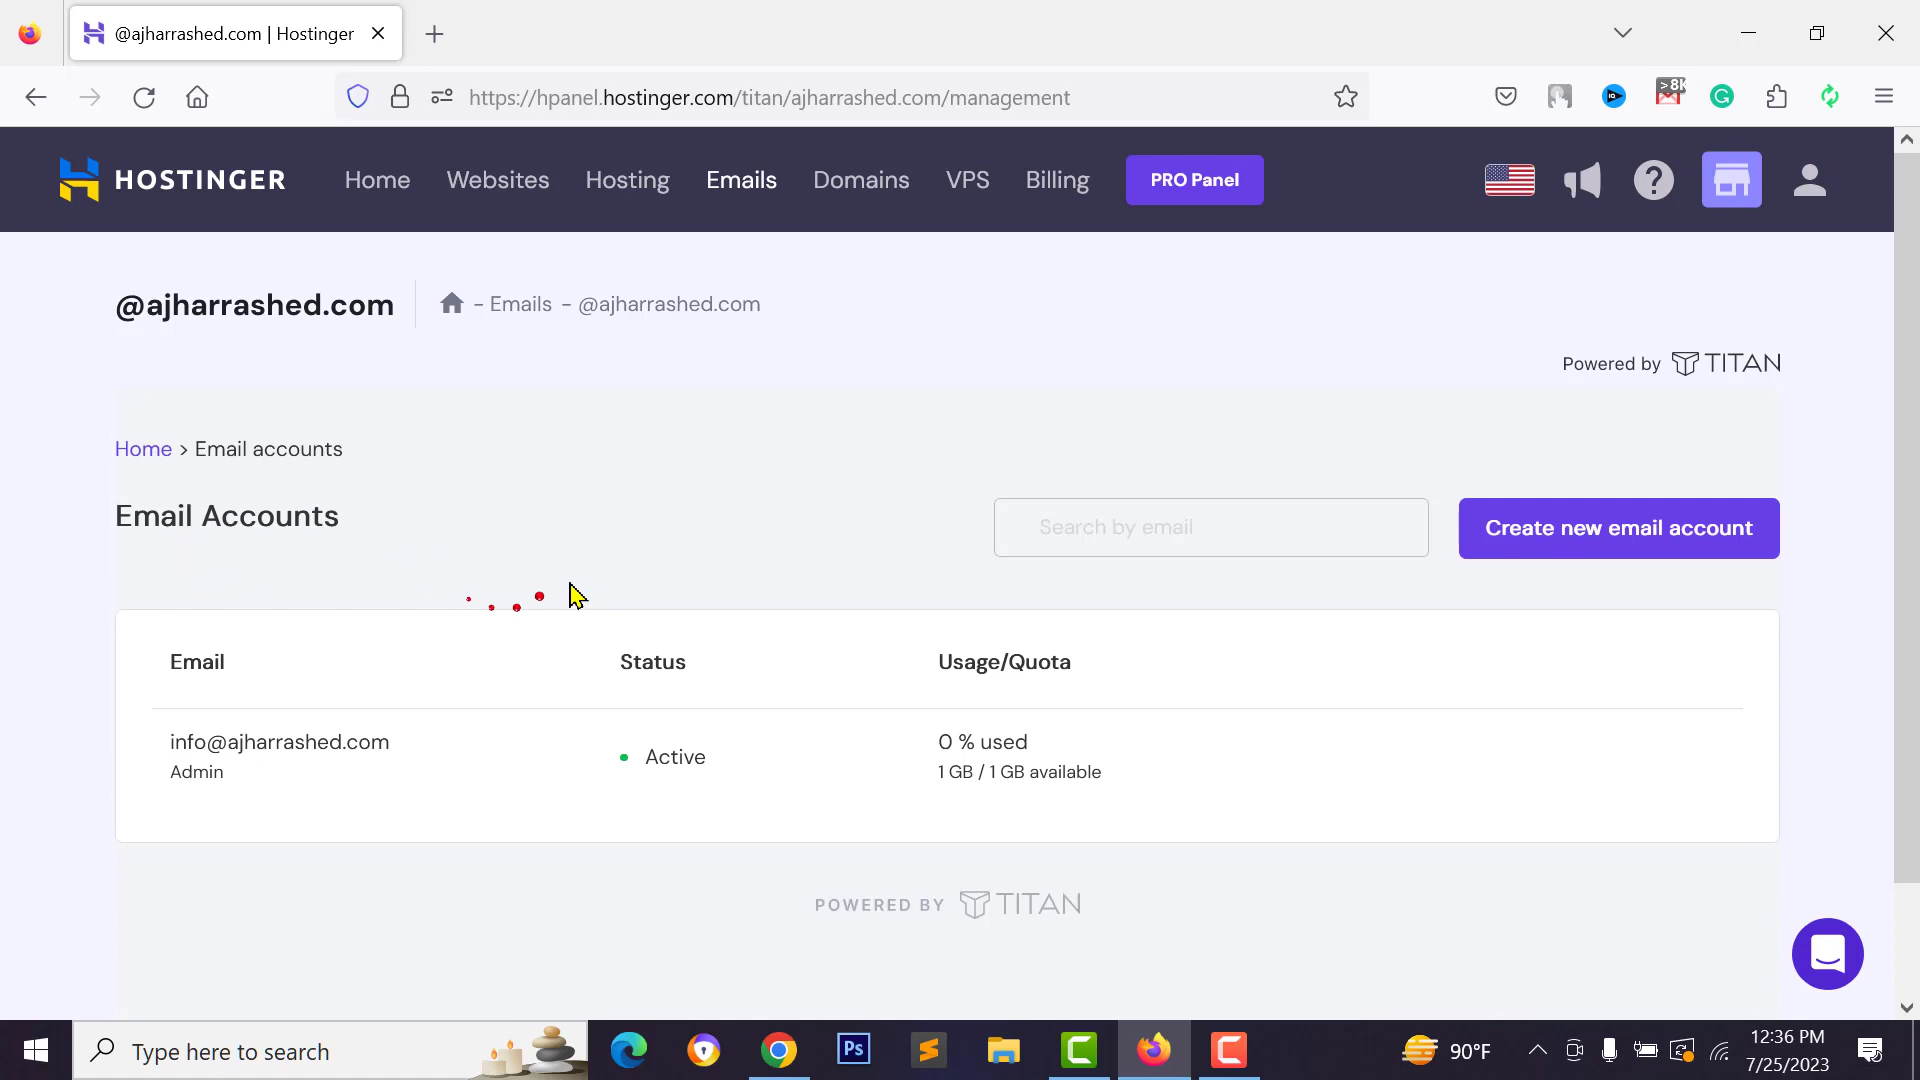 @ajharrashed.com | Hostinger
https://hpanel.hostinger.com/titan/ajharrashed.com/management
>8K
HOSTINGER
Home
Websites
Hosting
Emails
Domains
VPS
Billing
PRO Panel
@ajharrashed.com
- Emails - @ajharrashed.com
Powered by TITAN
Home > Email accounts
Email Accounts
Search by email
Create new email account
Email
Status
Usage/Quota
info@ajharrashed.com
Admin
Active
0 % used
1 GB / 1 GB available
POWERED BY TITAN
Type here to search
Ps
90°F
12:36 PM
7/25/2023